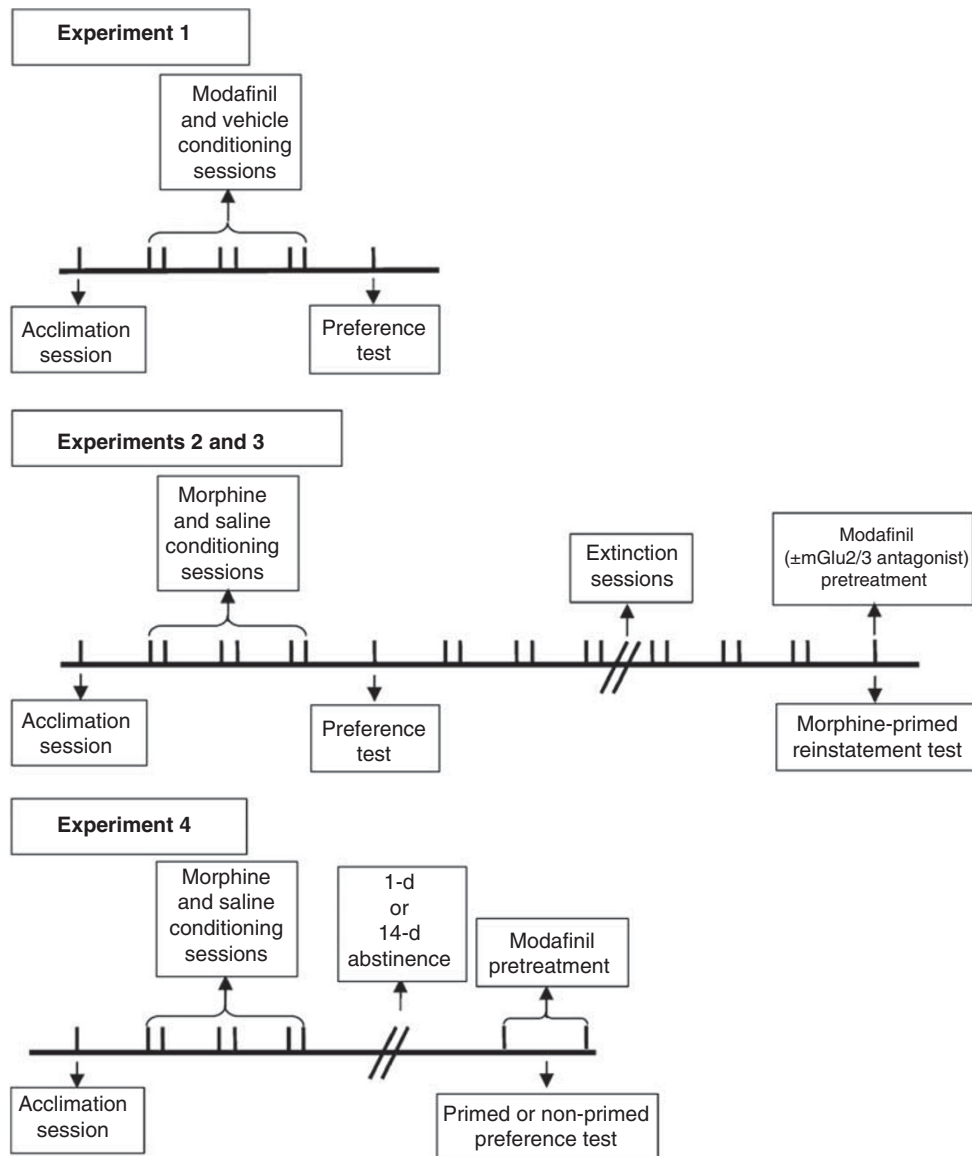 Experiment 1
Modafinil
and vehicle
conditioning
sessions
Acclimation
session
Preference
test
Experiments 2 and 3
Morphine
and saline
conditioning
sessions
Extinction
sessions
Modafinil
(±mGlu2/3 antagonist)
pretreatment
Acclimation
session
Preference
test
Morphine-primed
reinstatement test
Experiment 4
Morphine
and saline
conditioning
sessions
1-d
or
14-d
abstinence
Modafinil
pretreatment
Acclimation
session
Primed or non-primed
preference test